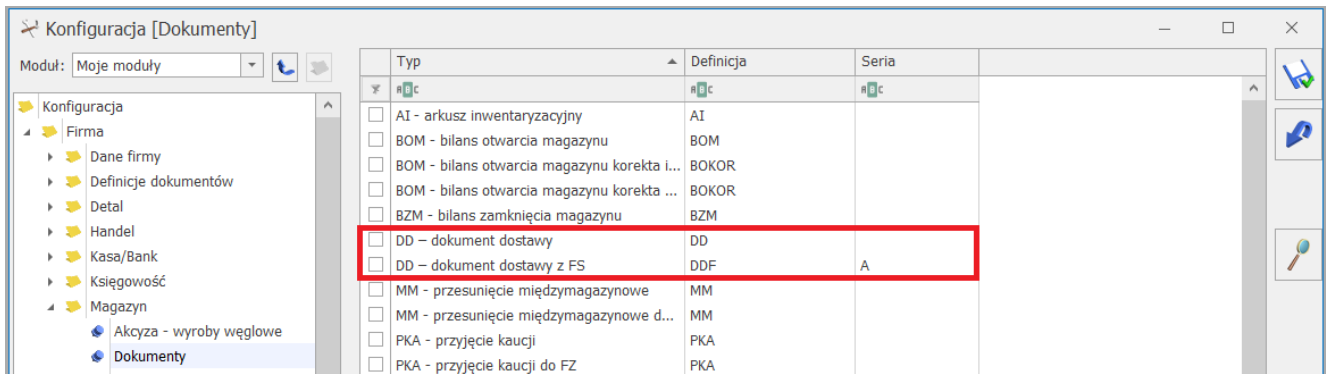 Konfiguracja [Dokumenty]
Moduł: Moje moduły
Konfiguracja
Firma
Dane firmy
Definicje dokumentów
Detal
Handel
Kasa/Bank
Księgowość
Magazyn
Akcyza - wyroby węglowe
Dokumenty
Typ Definicja Seria
ABC ABC ABC
AI - arkusz inwentaryzacyjny AI
BOM - bilans otwarcia magazynu BOM
BOM - bilans otwarcia magazynu korekta i... BOKOR
BOM - bilans otwarcia magazynu korekta ... BOKOR
BZM - bilans zamknięcia magazynu BZM
DD – dokument dostawy DD
DD – dokument dostawy z FS DDF A
MM - przesunięcie międzymagazynowe MM
MM - przesunięcie międzymagazynowe d... MM
PKA - przyjęcie kaucji PKA
PKA - przyjęcie kaucji do FZ PKA